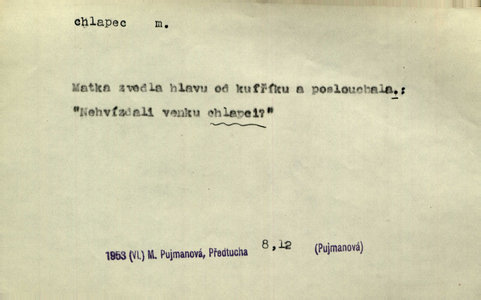 chlapec m.
Matka zvedla hlavu od kufříku a poslouchala.:
"Nehvízdali venku chlapci?"
1953 (VI.) M. Pujmanová, Předtucha 8,12 (Pujmanová)